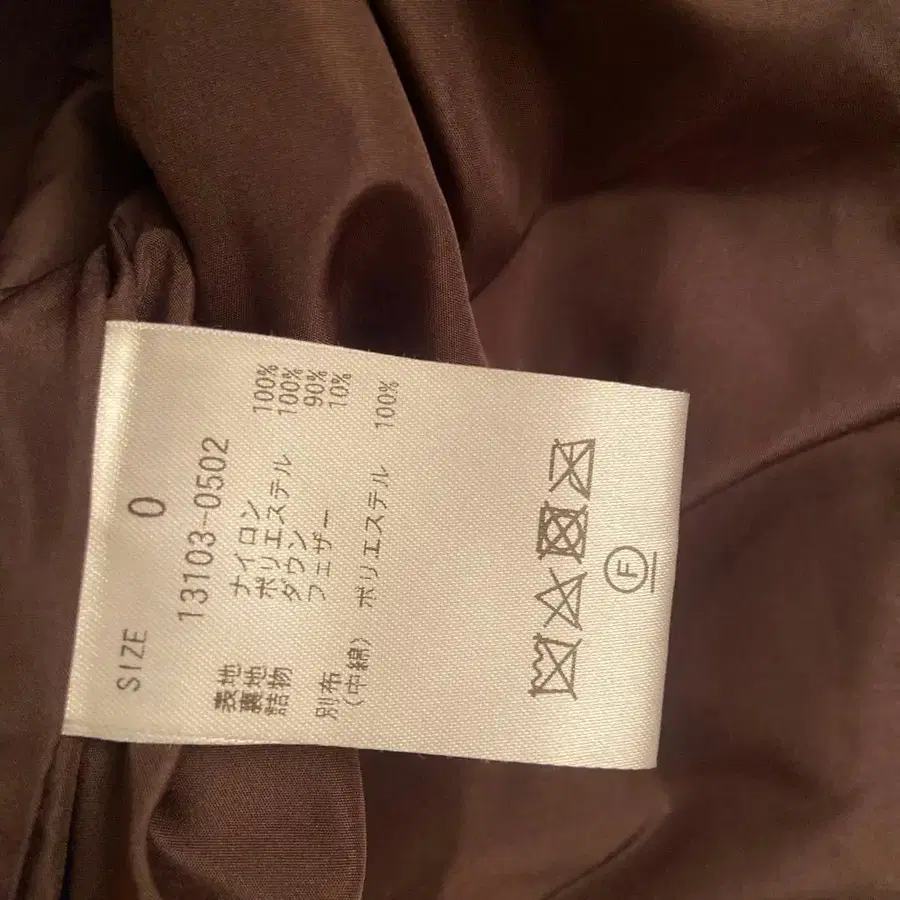 SIZE 0
13103-0502
表地 ナイロン 100%
裏地 ポリエステル 100%
詰物 ダウン 90%
フェザー 10%
別布
(中綿) ポリエステル 100%
F